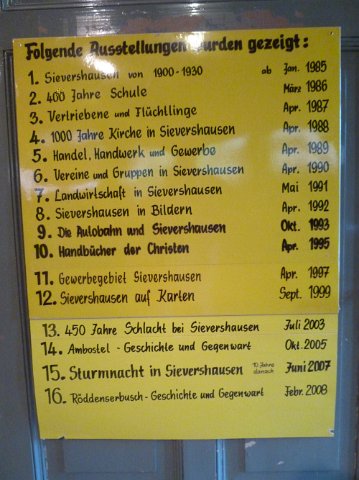 Folgende Ausstellungen wurden gezeigt:
1. Sievershausen von 1900-1930 ab Jan. 1985
2. 400 Jahre Schule März 1986
3. Vertriebene und Flüchtlinge Apr. 1987
4. 1000 Jahre Kirche in Sievershausen Apr. 1988
5. Handel, Handwerk und Gewerbe Apr. 1989
6. Vereine und Gruppen in Sievershausen Apr. 1990
7. Landwirtschaft in Sievershausen Mai 1991
8. Sievershausen in Bildern Apr. 1992
9. Die Autobahn und Sievershausen Okt. 1993
10. Handbücher der Christen Apr. 1995
11. Gewerbegebiet Sievershausen Apr. 1997
12. Sievershausen auf Karten Sept. 1999
13. 450 Jahre Schlacht bei Sievershausen Juli 2003
14. Ambostel - Geschichte und Gegenwart Okt. 2005
15. Sturmnacht in Sievershausen 10 Jahre danach Juni 2007
16. Röddenserbusch - Geschichte und Gegenwart Febr. 2008